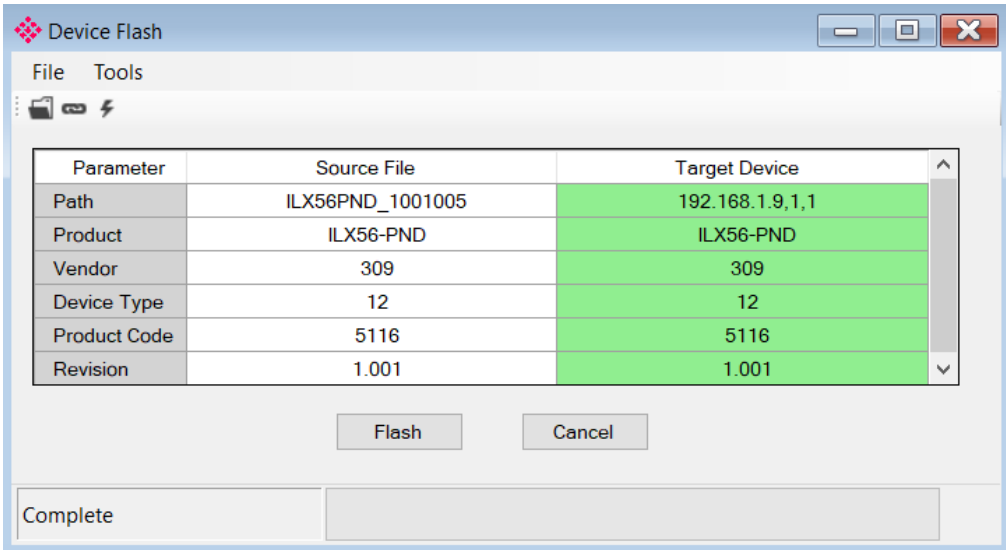 Device Flash
File Tools
Parameter Source File Target Device
Path ILX56PND_1001005 192.168.1.9,1,1
Product ILX56-PND ILX56-PND
Vendor 309 309
Device Type 12 12
Product Code 5116 5116
Revision 1.001 1.001
Flash Cancel
Complete